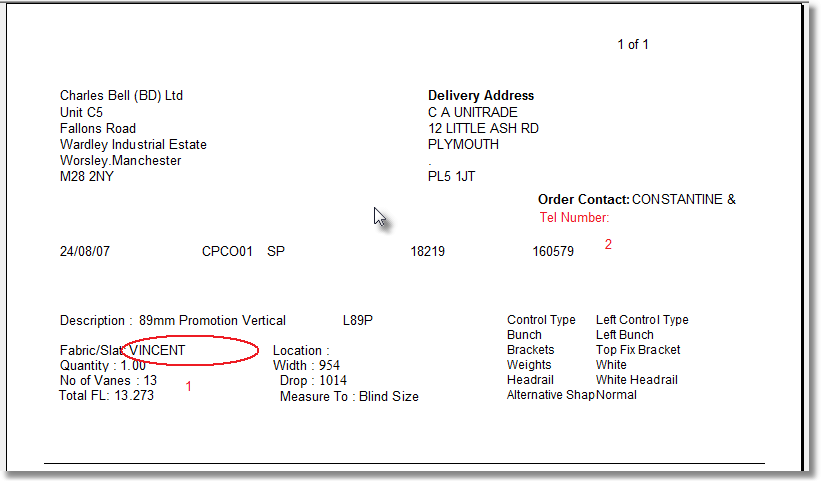 1 of 1
Charles Bell (BD) Ltd
Unit C5
Fallons Road
Wardley Industrial Estate
Worsley.Manchester
M28 2NY
Delivery Address
C A UNITRADE
12 LITTLE ASH RD
PLYMOUTH
.
PL5 1JT
Order Contact: CONSTANTINE &
Tel Number:
2
24/08/07 CPCO01 SP 18219 160579
Description : 89mm Promotion Vertical L89P
Fabric/Slat: VINCENT
Quantity : 1.00
No of Vanes : 13
1
Total FL: 13.273
Location :
Width : 954
Drop : 1014
Measure To : Blind Size
Control Type Left Control Type
Bunch Left Bunch
Brackets Top Fix Bracket
Weights White
Headrail White Headrail
Alternative Shap Normal